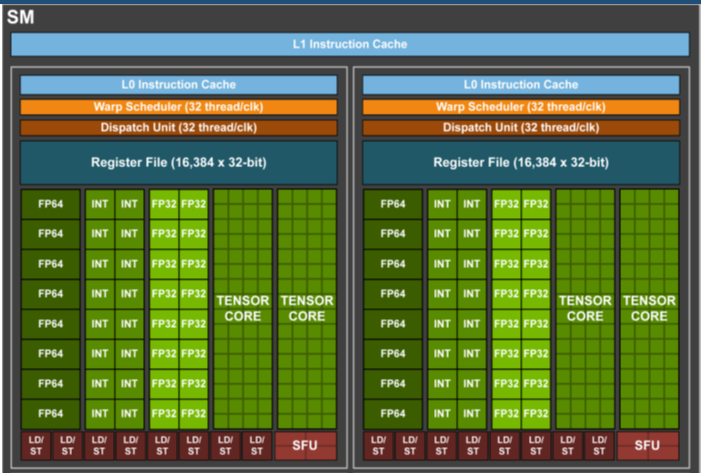 SM
L1 Instruction Cache
L0 Instruction Cache
Warp Scheduler (32 thread/clk)
Dispatch Unit (32 thread/clk)
Register File (16,384 x 32-bit)
FP64 INT INT FP32 FP32
FP64 INT INT FP32 FP32
FP64 INT INT FP32 FP32
FP64 INT INT FP32 FP32
FP64 INT INT FP32 FP32
FP64 INT INT FP32 FP32
FP64 INT INT FP32 FP32
FP64 INT INT FP32 FP32
TENSOR TENSOR
CORE CORE
LD/ LD/ LD/ LD/ LD/ LD/ LD/ LD/
ST ST ST ST ST ST ST ST
SFU
L0 Instruction Cache
Warp Scheduler (32 thread/clk)
Dispatch Unit (32 thread/clk)
Register File (16,384 x 32-bit)
FP64 INT INT FP32 FP32
FP64 INT INT FP32 FP32
FP64 INT INT FP32 FP32
FP64 INT INT FP32 FP32
FP64 INT INT FP32 FP32
FP64 INT INT FP32 FP32
FP64 INT INT FP32 FP32
FP64 INT INT FP32 FP32
TENSOR TENSOR
CORE CORE
LD/ LD/ LD/ LD/ LD/ LD/ LD/ LD/
ST ST ST ST ST ST ST ST
SFU